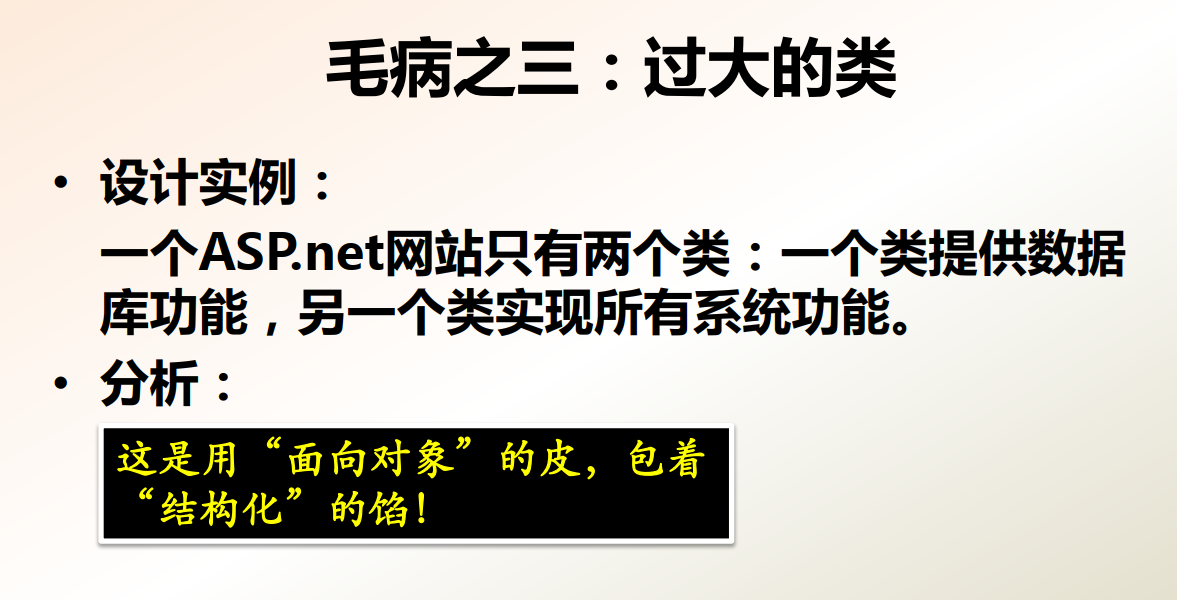 毛病之三：过大的类
• 设计实例：
一个ASP.net网站只有两个类：一个类提供数据
库功能，另一个类实现所有系统功能。
• 分析：
这是用“面向对象”的皮，包着
“结构化”的馅！